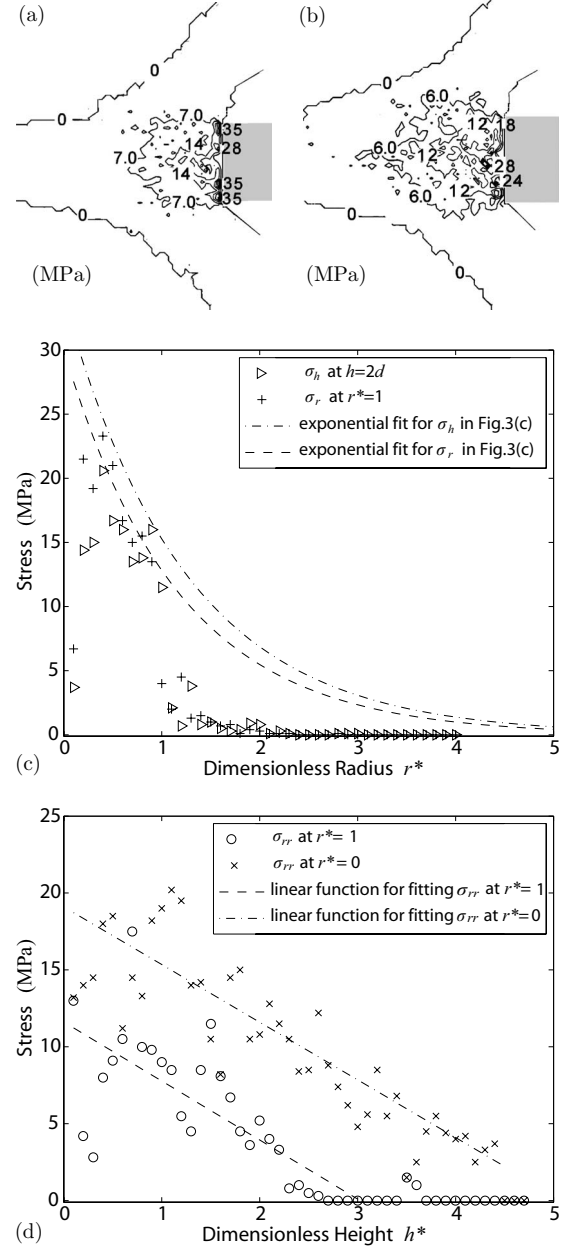 (a)
(b)
0
0
7.0
35
14
28
7.0
14
35
7.0
35
0
(MPa)
0
0
6.0
12
18
6.0
12
28
24
12
6.0
0
(MPa)
30
25
20
15
10
5
0
Stress (MPa)
σh at h=2d
σr at r*=1
exponential fit for σh in Fig.3(c)
exponential fit for σr in Fig.3(c)
0 1 2 3 4 5
(c)
Dimensionless Radius r*
25
20
15
10
5
0
Stress (MPa)
σrr at r*= 1
σrr at r*= 0
linear function for fitting σrr at r*= 1
linear function for fitting σrr at r*= 0
0 1 2 3 4 5
(d)
Dimensionless Height h*